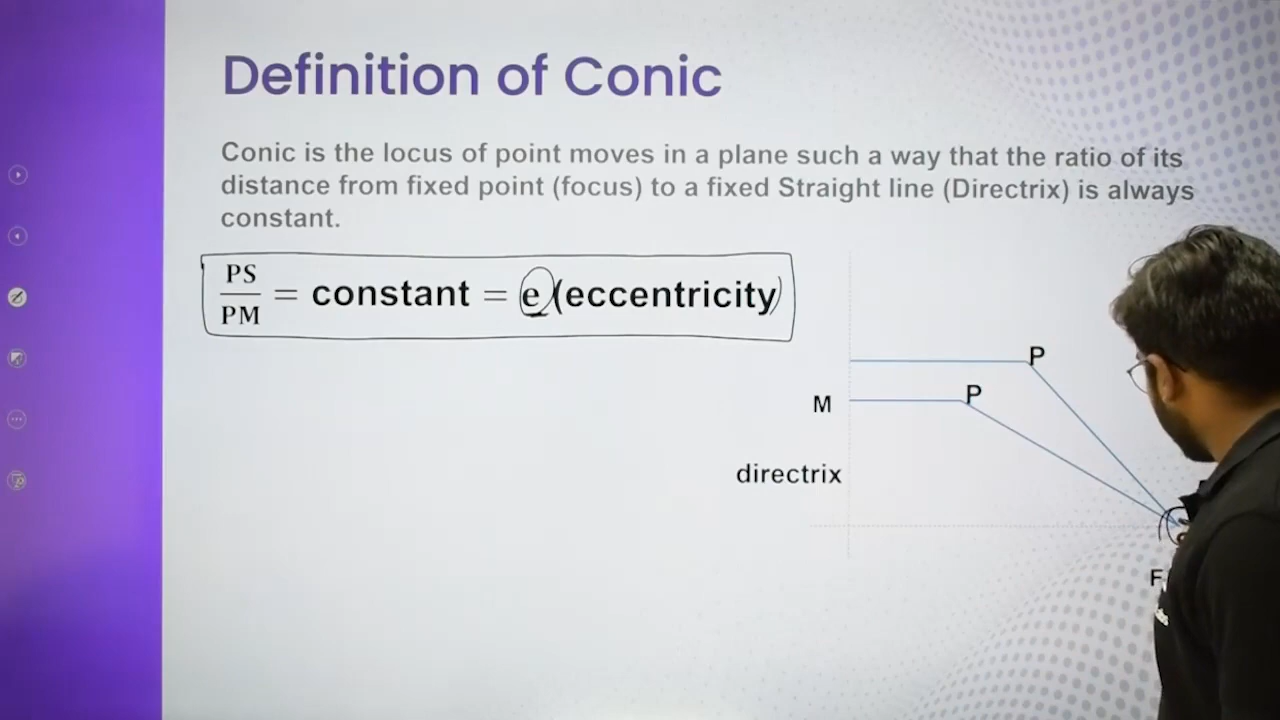 Definition of Conic
Conic is the locus of point moves in a plane such a way that the ratio of its
distance from fixed point (focus) to a fixed Straight line (Directrix) is always
constant.
PS
PM
= constant = e (eccentricity)
P
P
M
directrix
F